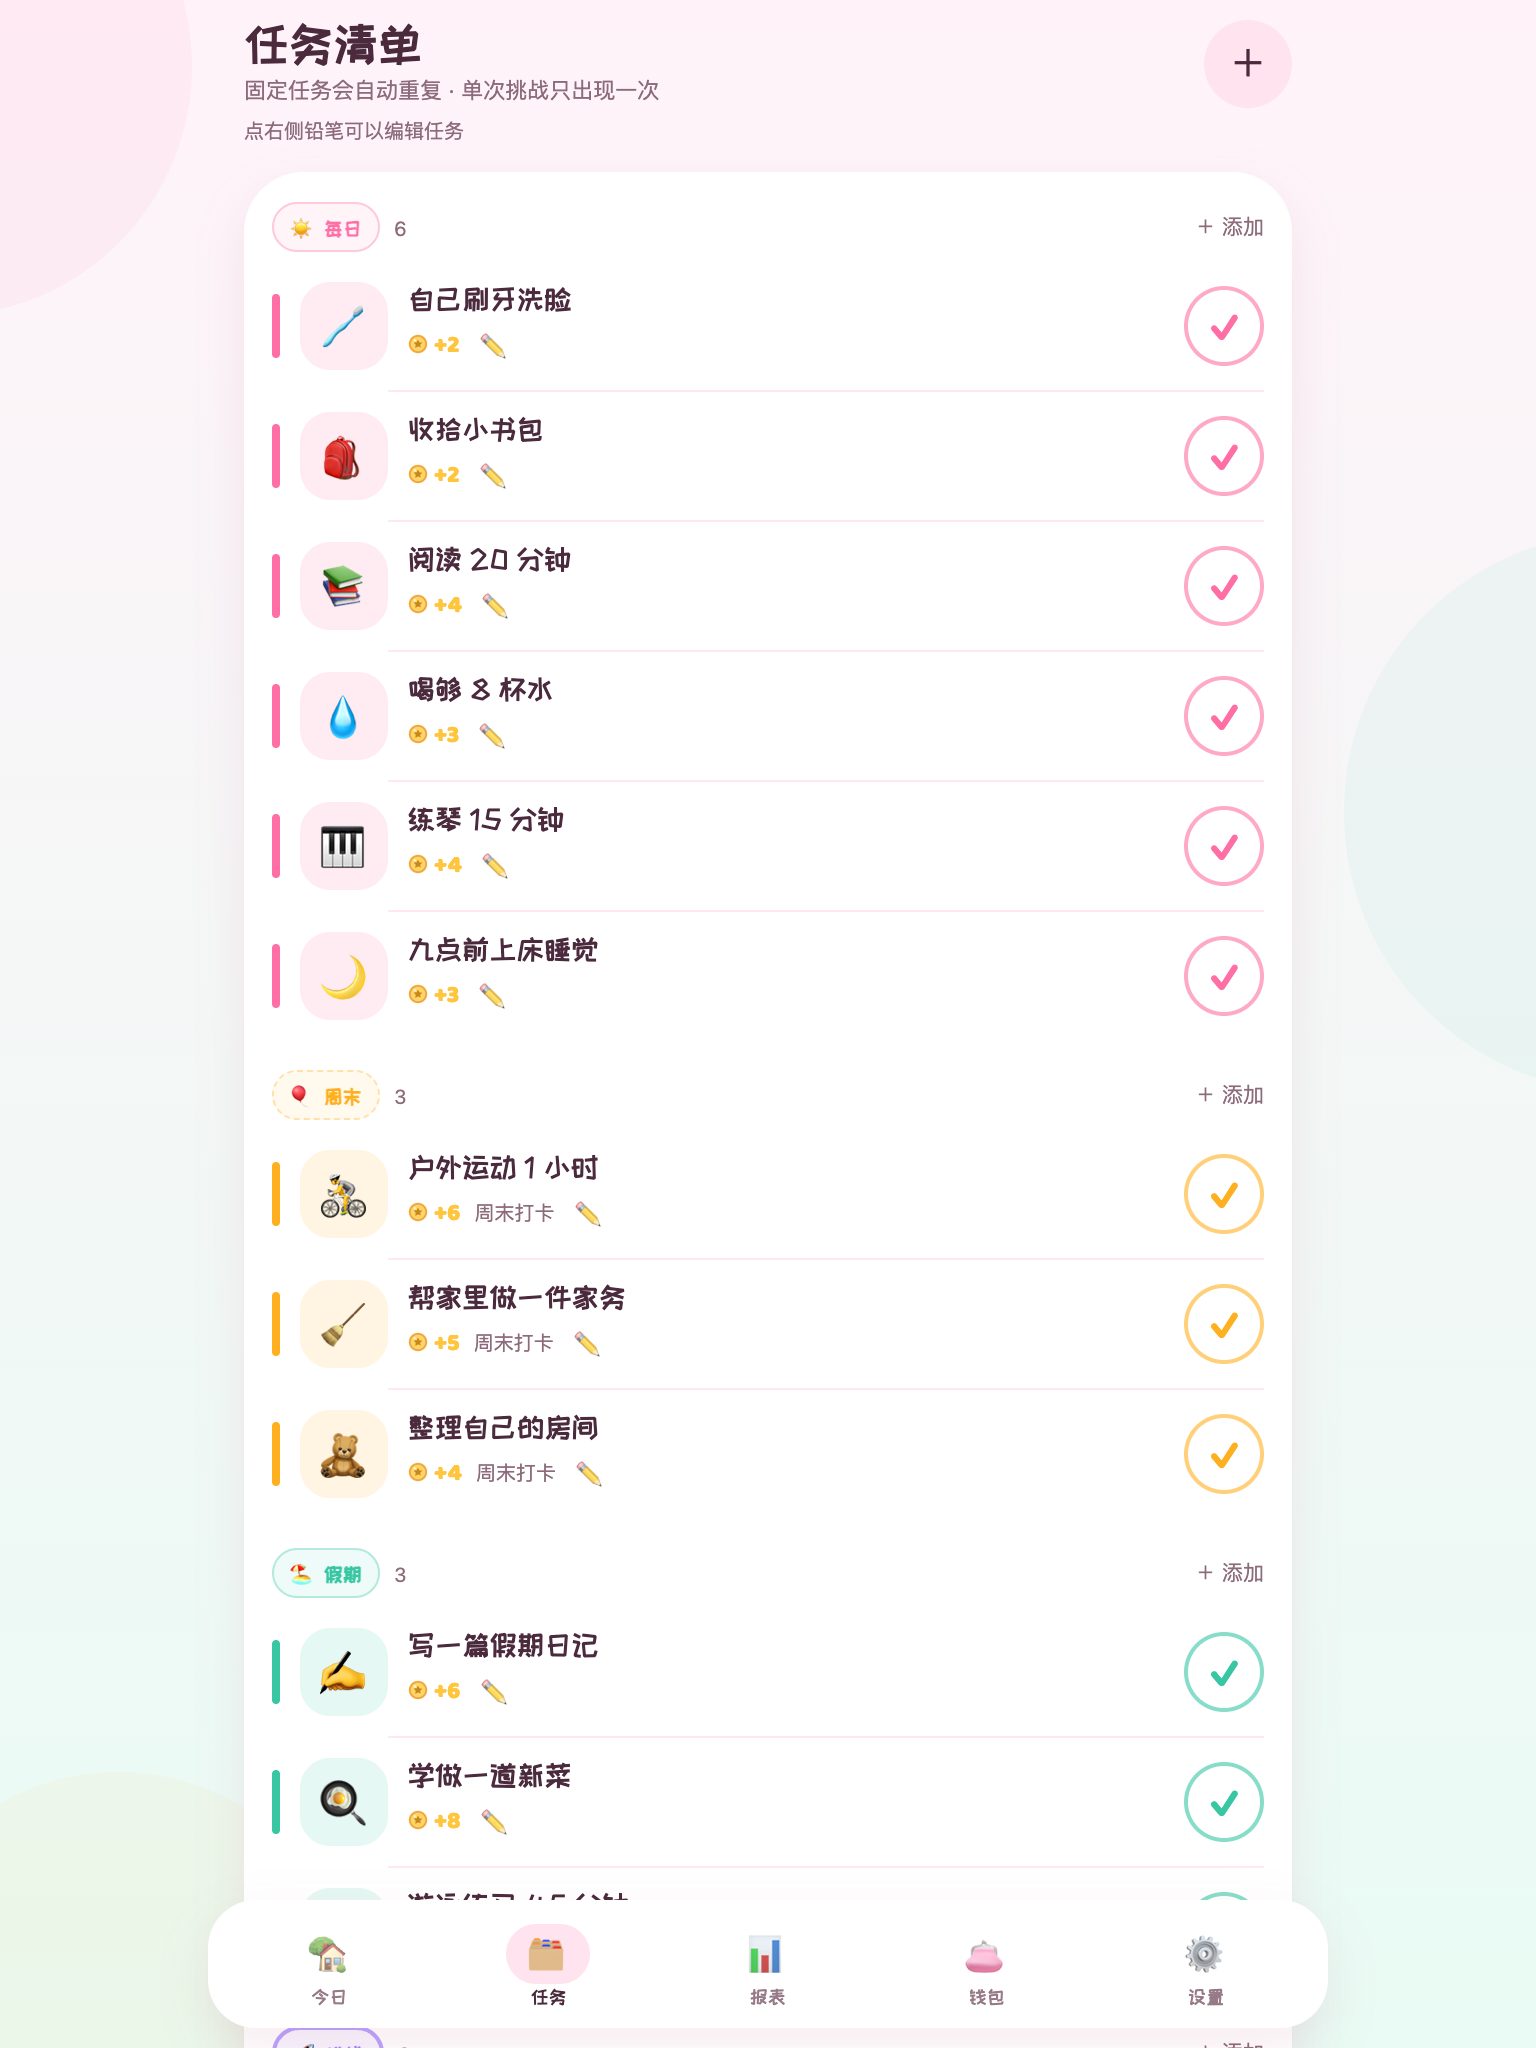 任务清单
固定任务会自动重复 · 单次挑战只出现一次
点右侧铅笔可以编辑任务
每日 6 + 添加
自己刷牙洗脸
+2
收拾小书包
+2
阅读 20 分钟
+4
喝够 8 杯水
+3
练琴 15 分钟
+4
九点前上床睡觉
+3
周末 3 + 添加
户外运动 1 小时
+6 周末打卡
帮家里做一件家务
+5 周末打卡
整理自己的房间
+4 周末打卡
假期 3 + 添加
写一篇假期日记
+6
学做一道新菜
+8
今日 任务 报表 钱包 设置